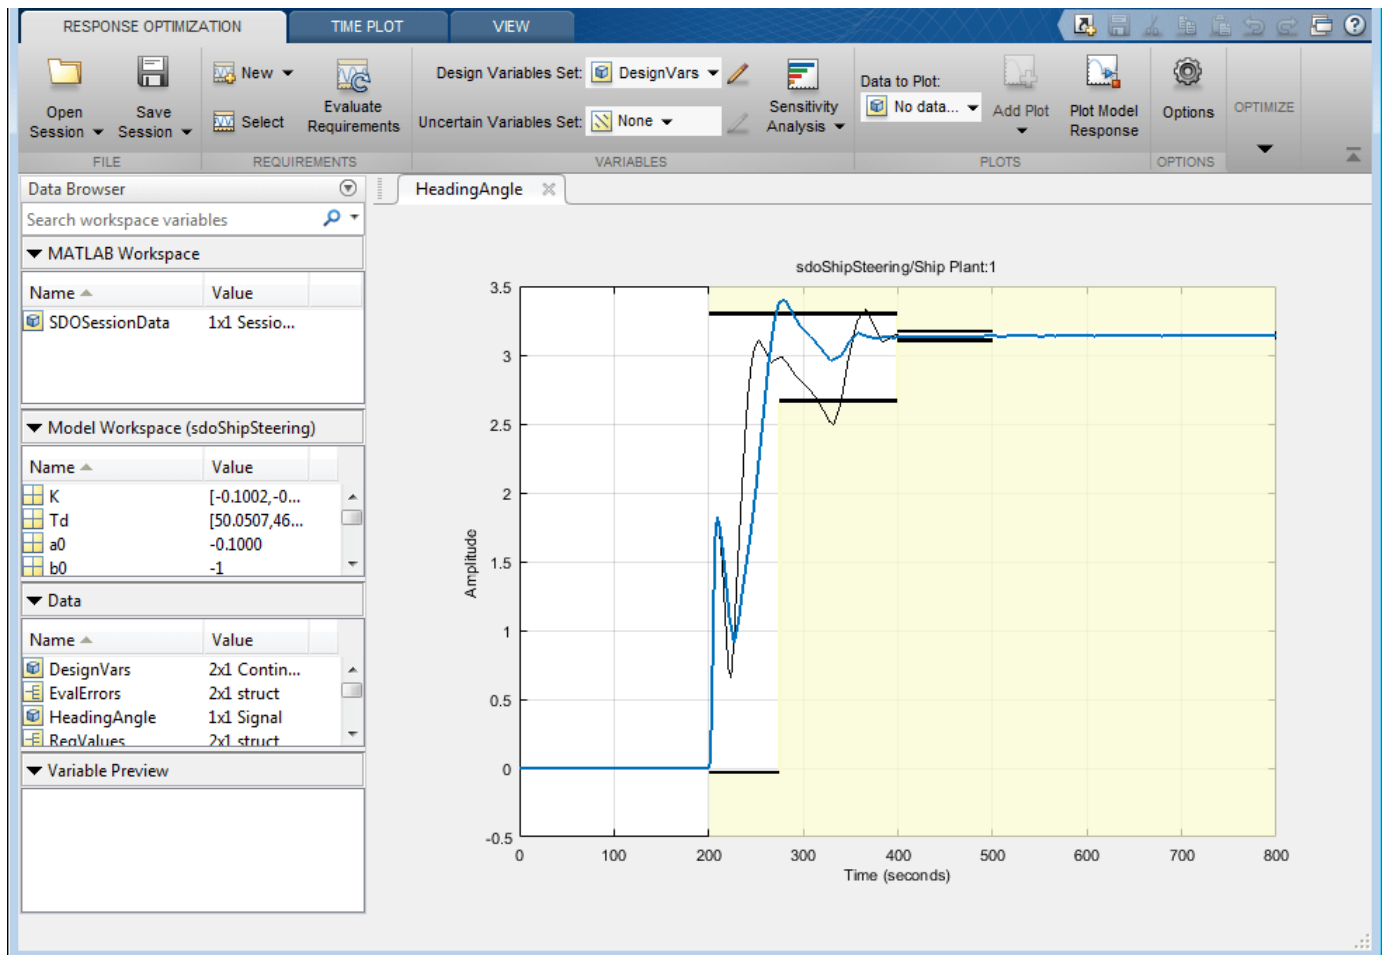 RESPONSE OPTIMIZATION TIME PLOT VIEW
New Design Variables Set: DesignVars Data to Plot:
No data...
Open Session Save Session Select Evaluate Requirements Uncertain Variables Set: None Sensitivity Analysis Add Plot Plot Model Response Options OPTIMIZE
FILE REQUIREMENTS VARIABLES PLOTS OPTIONS
Data Browser HeadingAngle
Search workspace variables
MATLAB Workspace
Name Value
SDOSessionData 1x1 Sessio...
Model Workspace (sdoShipSteering)
Name Value
K [-0.1002,-0...
Td [50.0507,46...
a0 -0.1000
b0 -1
Data
Name Value
DesignVars 2x1 Contin...
EvalErrors 2x1 struct
HeadingAngle 1x1 Signal
ReqValues 2x1 struct
Variable Preview
sdoShipSteering/Ship Plant:1
3.5
3
2.5
2
1.5
1
0.5
0
-0.5
Amplitude
0 100 200 300 400 500 600 700 800
Time (seconds)